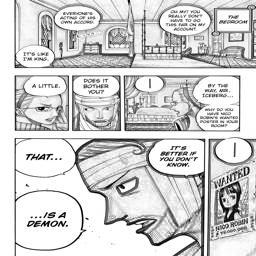 THE
BEDROOM
OH MY! YOU
REALLY DON'T
HAVE TO GO
THIS FAR ON MY
ACCOUNT.
EVERYONE'S
ACTING OF HIS
OWN ACCORD.
IT'S LIKE
I'M KING.
BY THE
WAY, MR.
ICEBERG...
WHY DO YOU
HAVE NICO
ROBIN'S WANTED
POSTER IN YOUR
ROOM?
DOES IT
BOTHER
YOU?
A LITTLE.
WANTED
NICO ROBIN
IT'S
BETTER IF
YOU DON'T
KNOW.
THAT...
...IS A
DEMON.